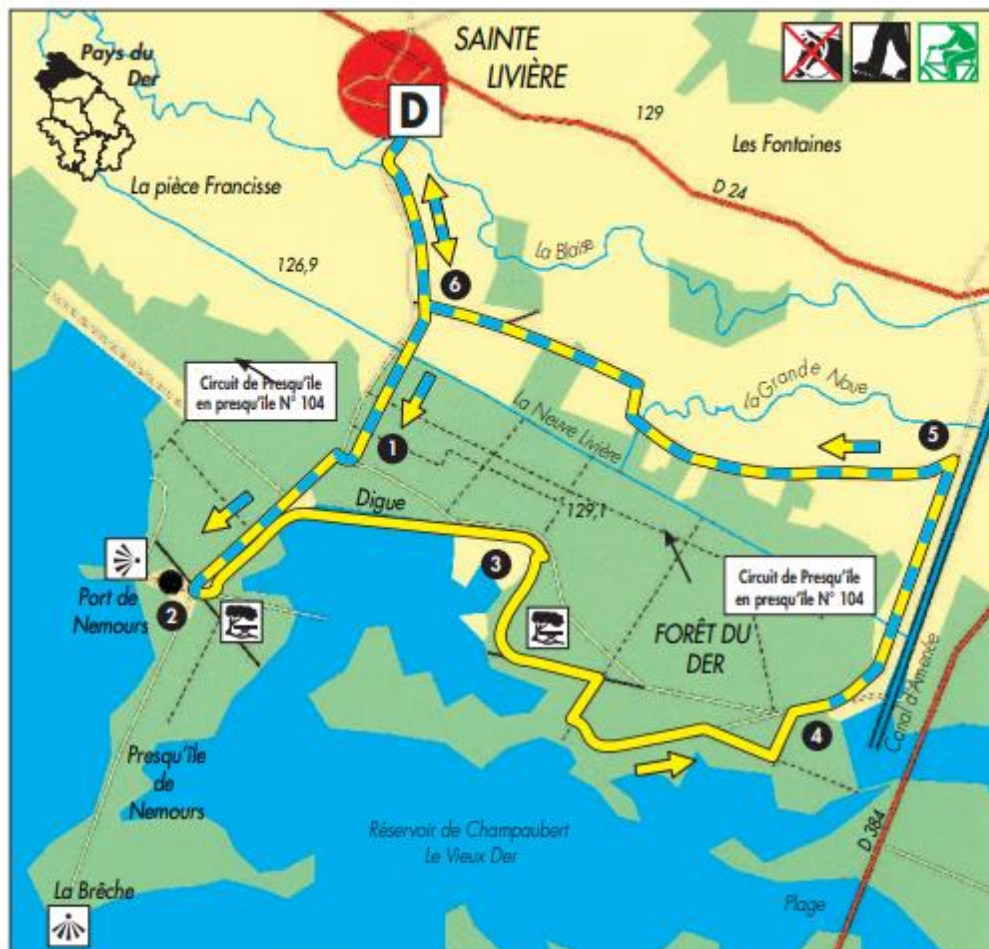 Pays du
Der
SAINTE
LIVIÈRE
D
129
Les Fontaines
D 24
La pièce Francisse
la Blaise
126,9
6
Circuit de Presqu'île
en presqu'île N° 104
la Grande Noue
La Neuve Livière
5
1
Digue
129,1
3
Circuit de Presqu'île
en presqu'île N° 104
Port de
Nemours
2
FORÊT DU
DER
Canal d'Amenée
4
Presqu'île
de
Nemours
Réservoir de Champaubert
Le Vieux Der
D 384
La Brêche
Plage